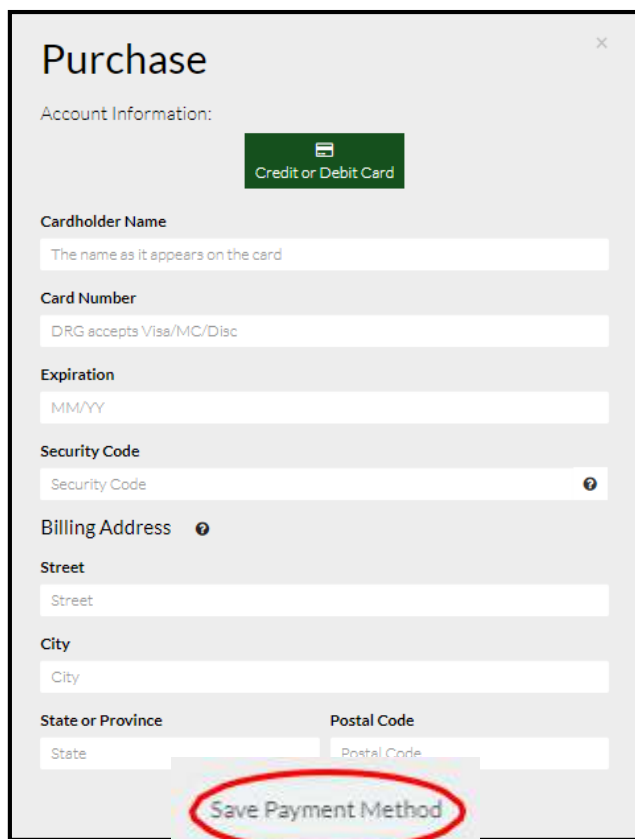 Purchase
×
Account Information:
Credit or Debit Card
Cardholder Name
The name as it appears on the card
Card Number
DRG accepts Visa/MC/Disc
Expiration
MM/YY
Security Code
Security Code ?
Billing Address ?
Street
Street
City
City
State or Province Postal Code
State Postal Code
Save Payment Method